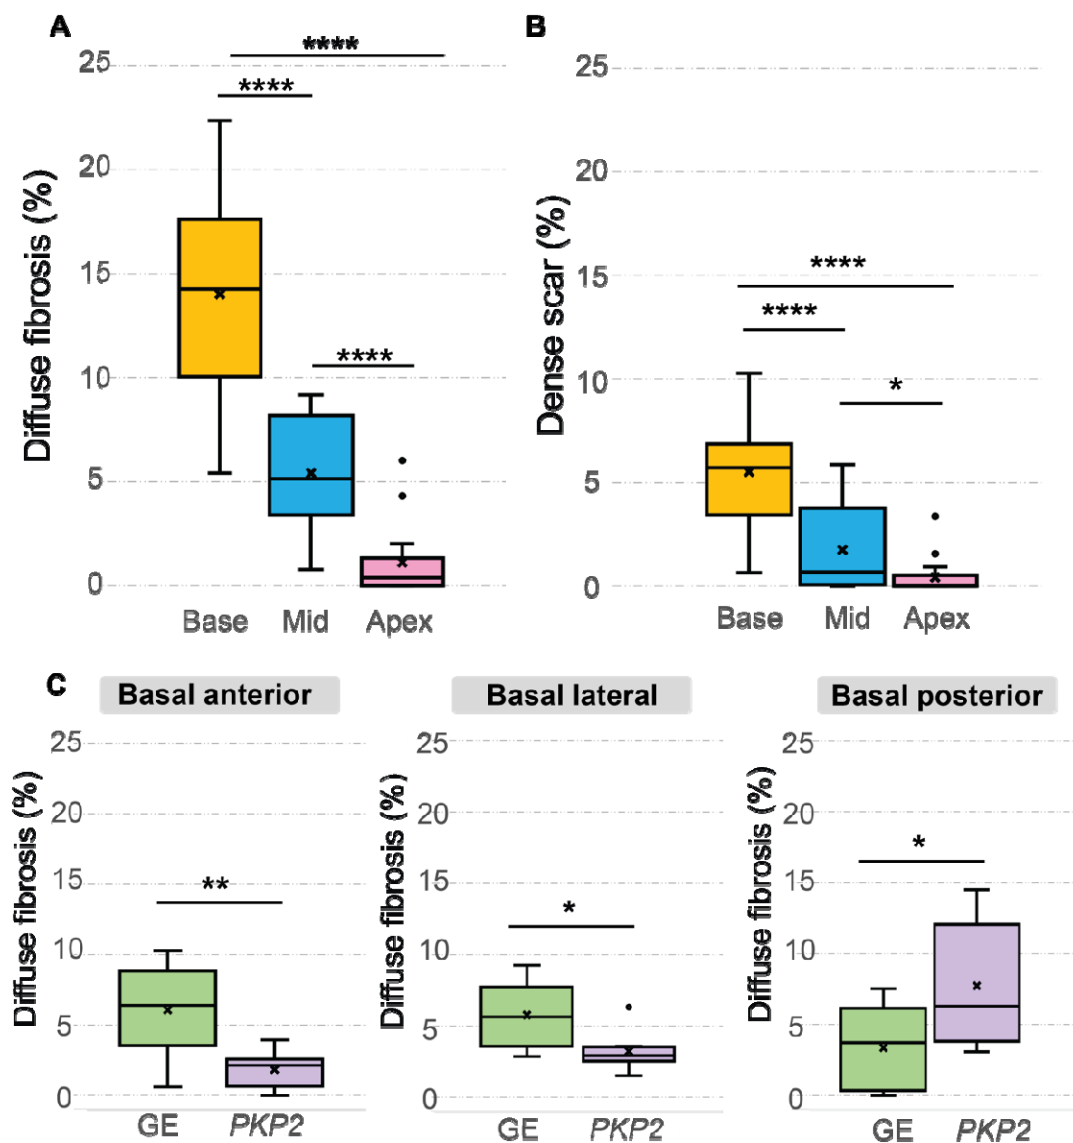 A
Diffuse fibrosis (%)
25
20
15
10
5
0
****
****
****
Base Mid Apex
B
Dense scar (%)
25
20
15
10
5
0
****
****
*
Base Mid Apex
C
Basal anterior
Diffuse fibrosis (%)
25
20
15
10
5
0
**
GE PKP2
Basal lateral
Diffuse fibrosis (%)
25
20
15
10
5
0
*
GE PKP2
Basal posterior
Diffuse fibrosis (%)
25
20
15
10
5
0
*
GE PKP2